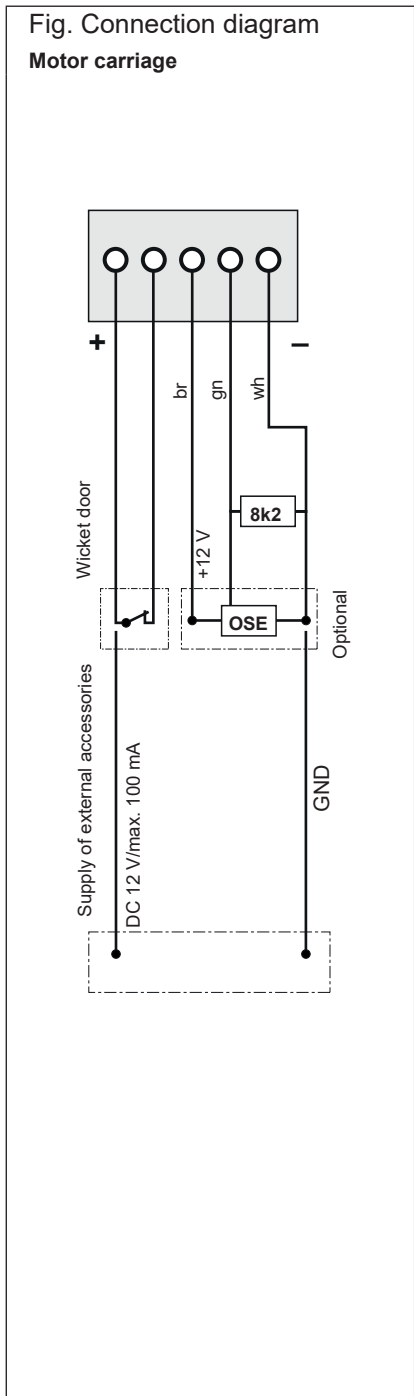 Fig. Connection diagram
Motor carriage
+
–
br
gn
wh
Wicket door
8k2
+12 V
OSE
Optional
Supply of external accessories
DC 12 V/max. 100 mA
GND